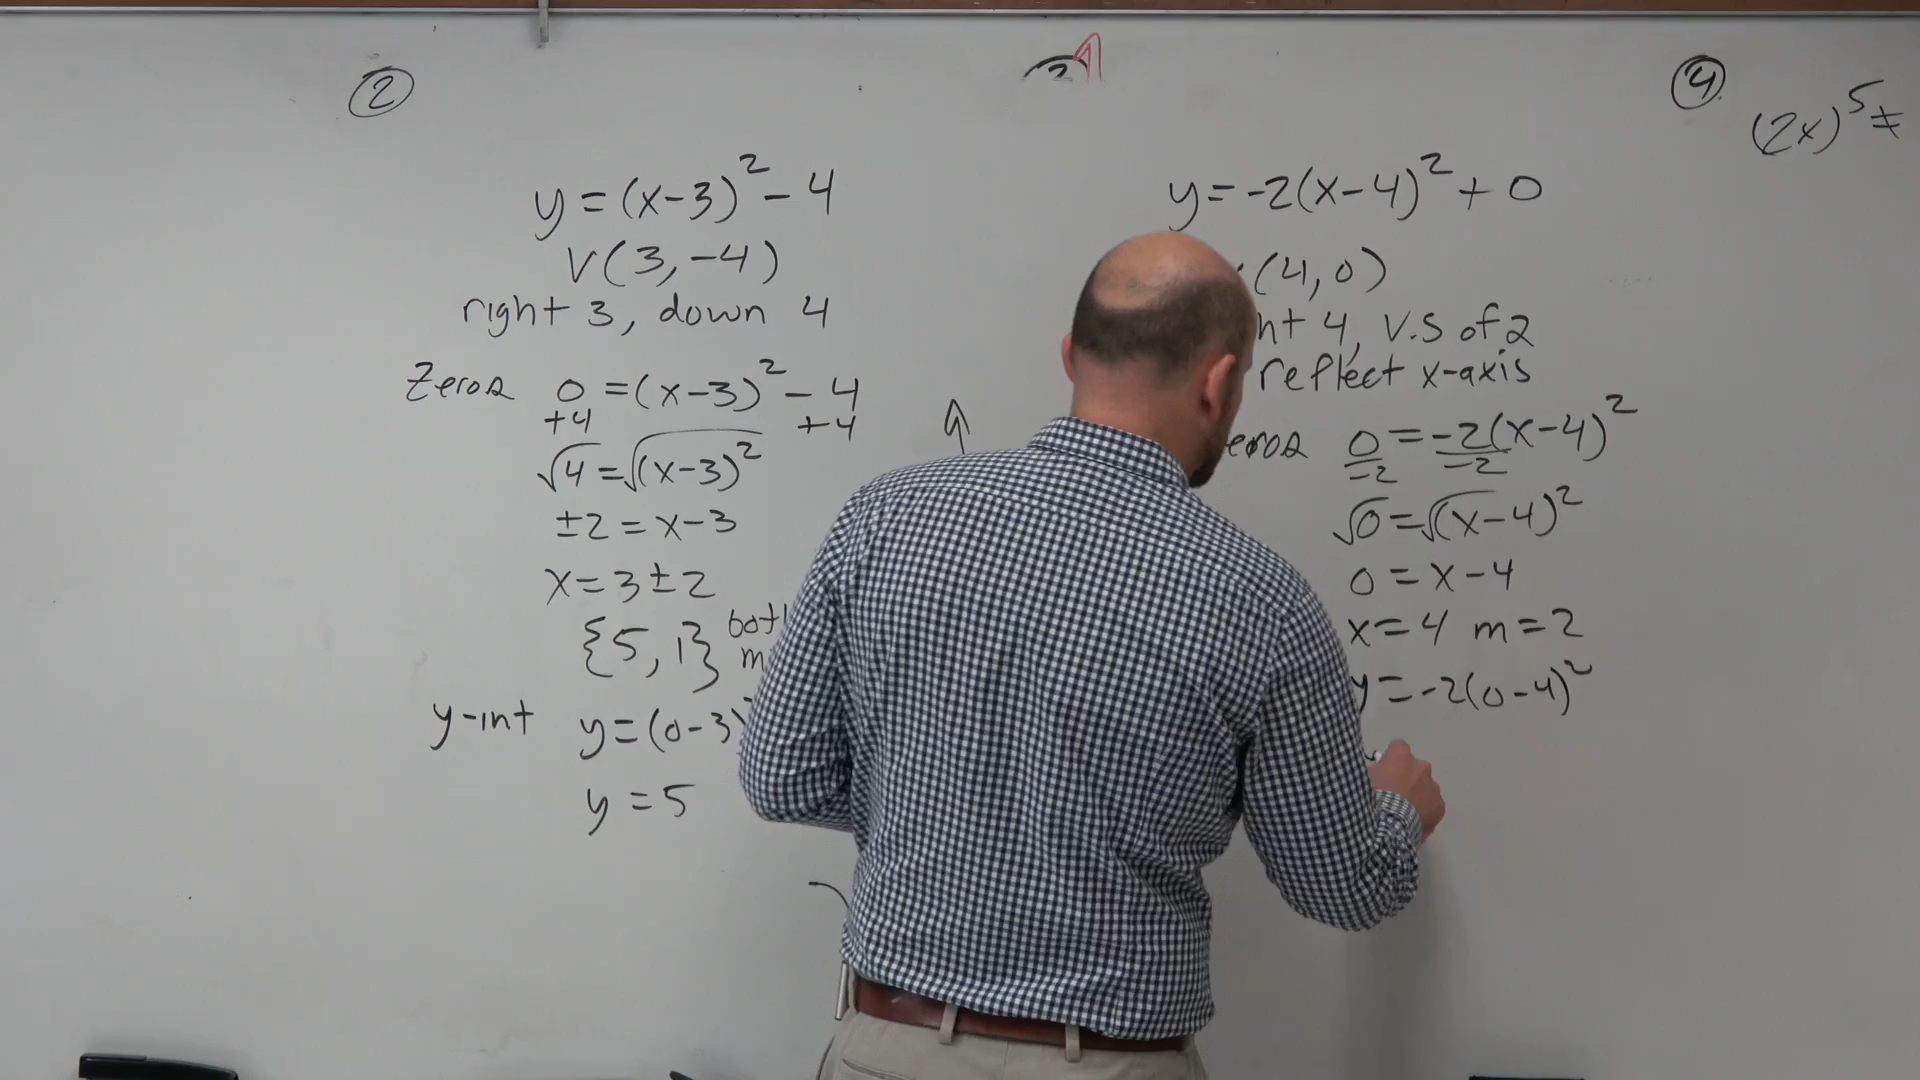 2
y = (x-3)² - 4
V(3, -4)
right 3, down 4
Zeros 0 = (x-3)² - 4
+4 +4
√4 = √(x-3)²
±2 = x-3
x = 3 ± 2
{5, 1}
y-int y = (0-3)
y = 5
y = -2(x-4)² + 0
(4, 0)
4, V.S of 2
reflect x-axis
0 = -2(x-4)²
-2 -2
√0 = √(x-4)²
0 = x-4
x = 4 m = 2
y = -2(0-4)²
4
(2x)⁵